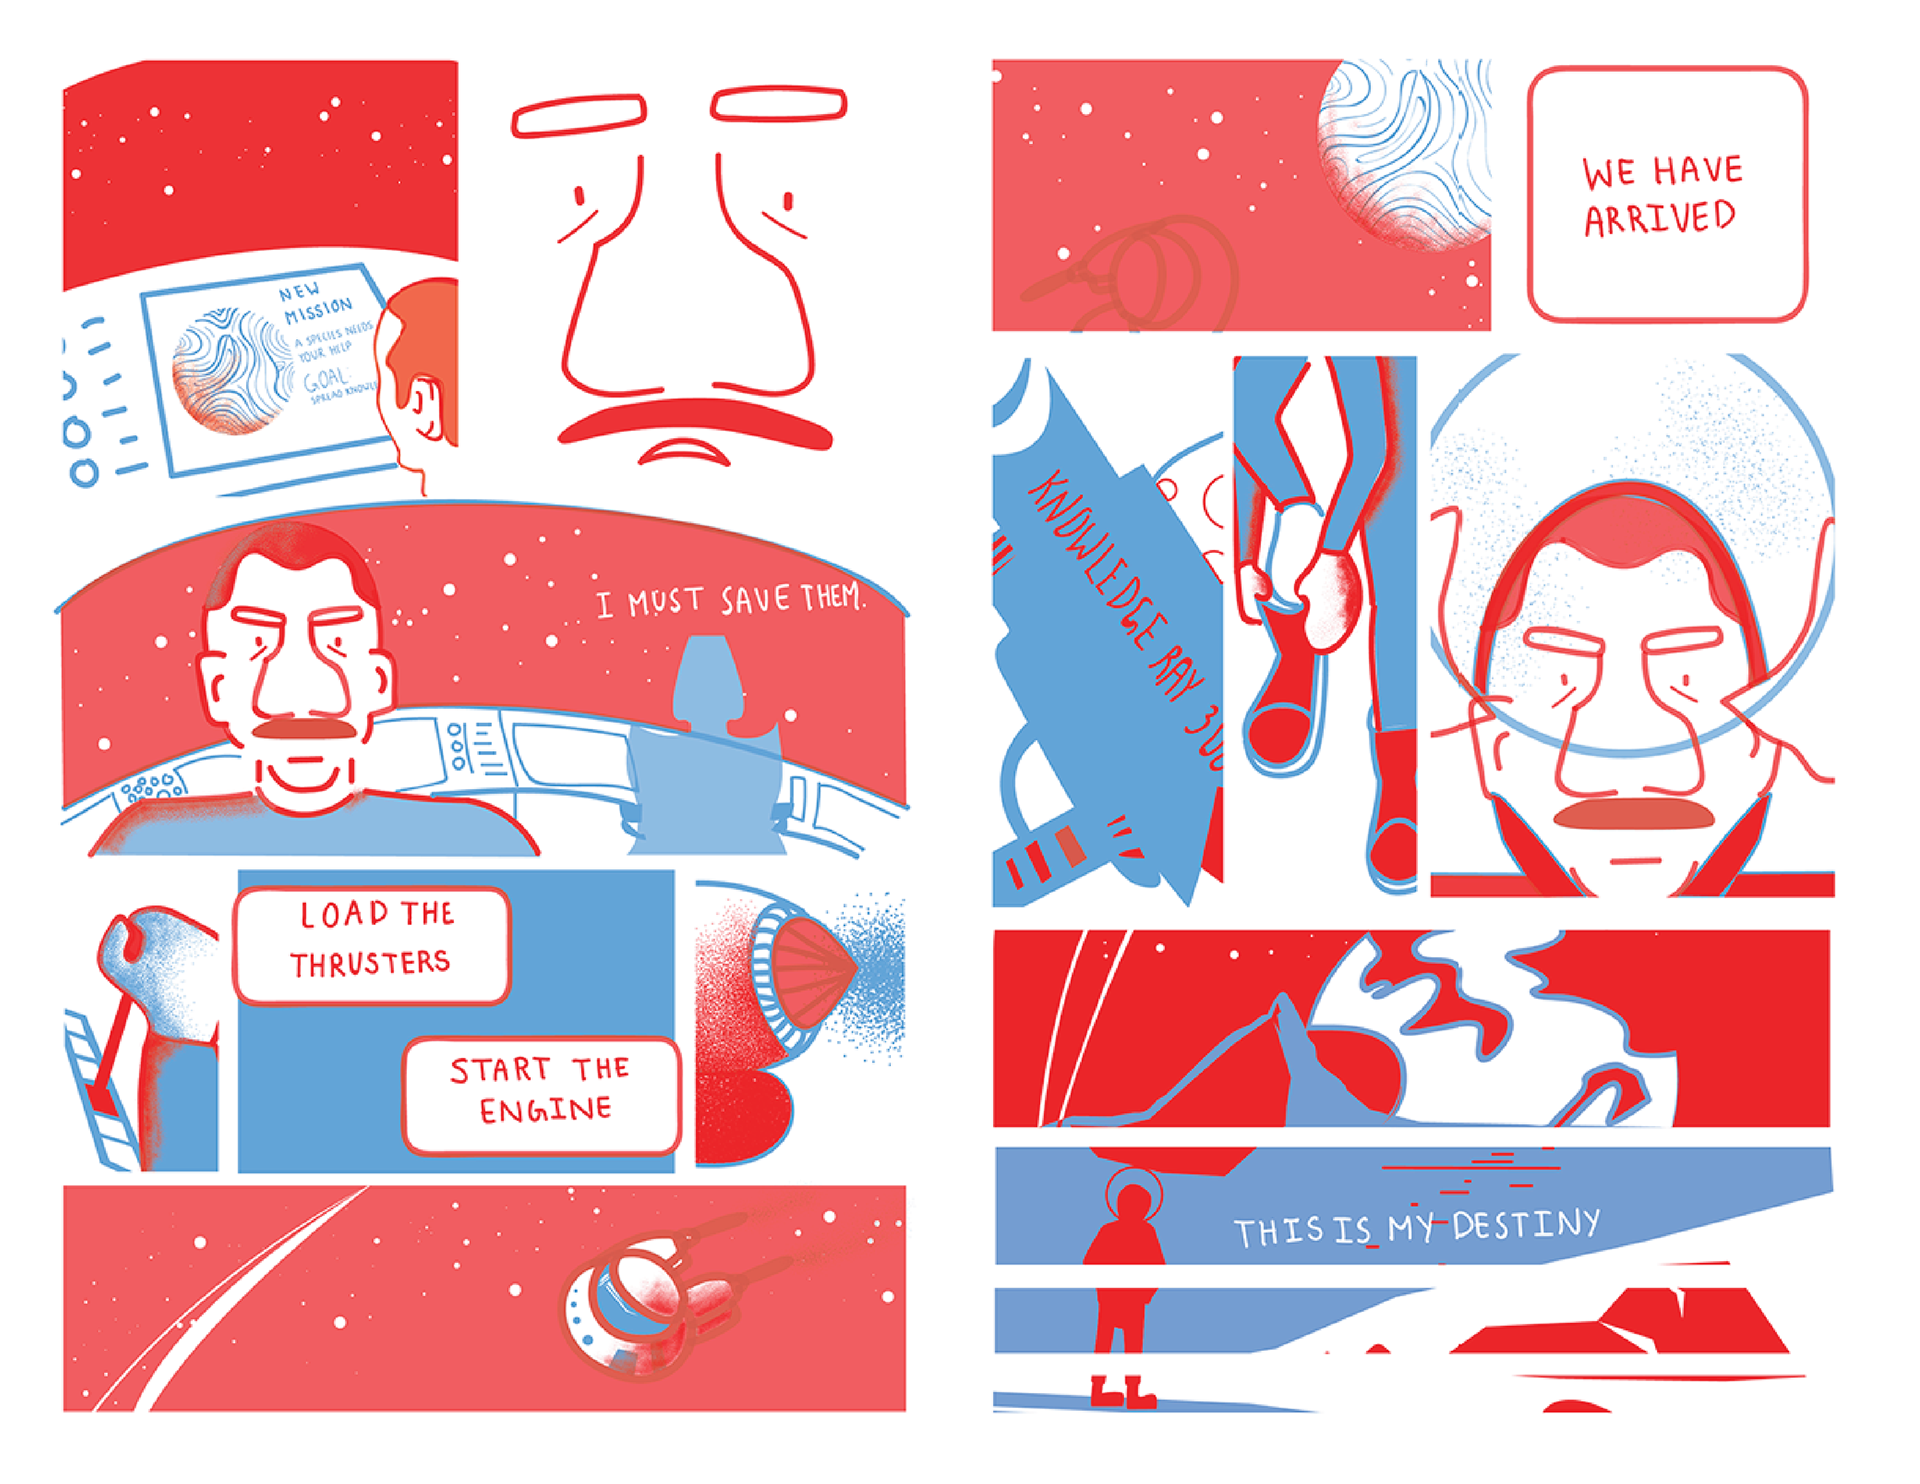 NEW
MISSION
A SPECIES NEEDS
YOUR HELP
GOAL:
SPREAD
I MUST SAVE THEM.
LOAD THE
THRUSTERS
START THE
ENGINE
WE HAVE
ARRIVED
KNOWLEDGE RAY
THIS IS MY DESTINY